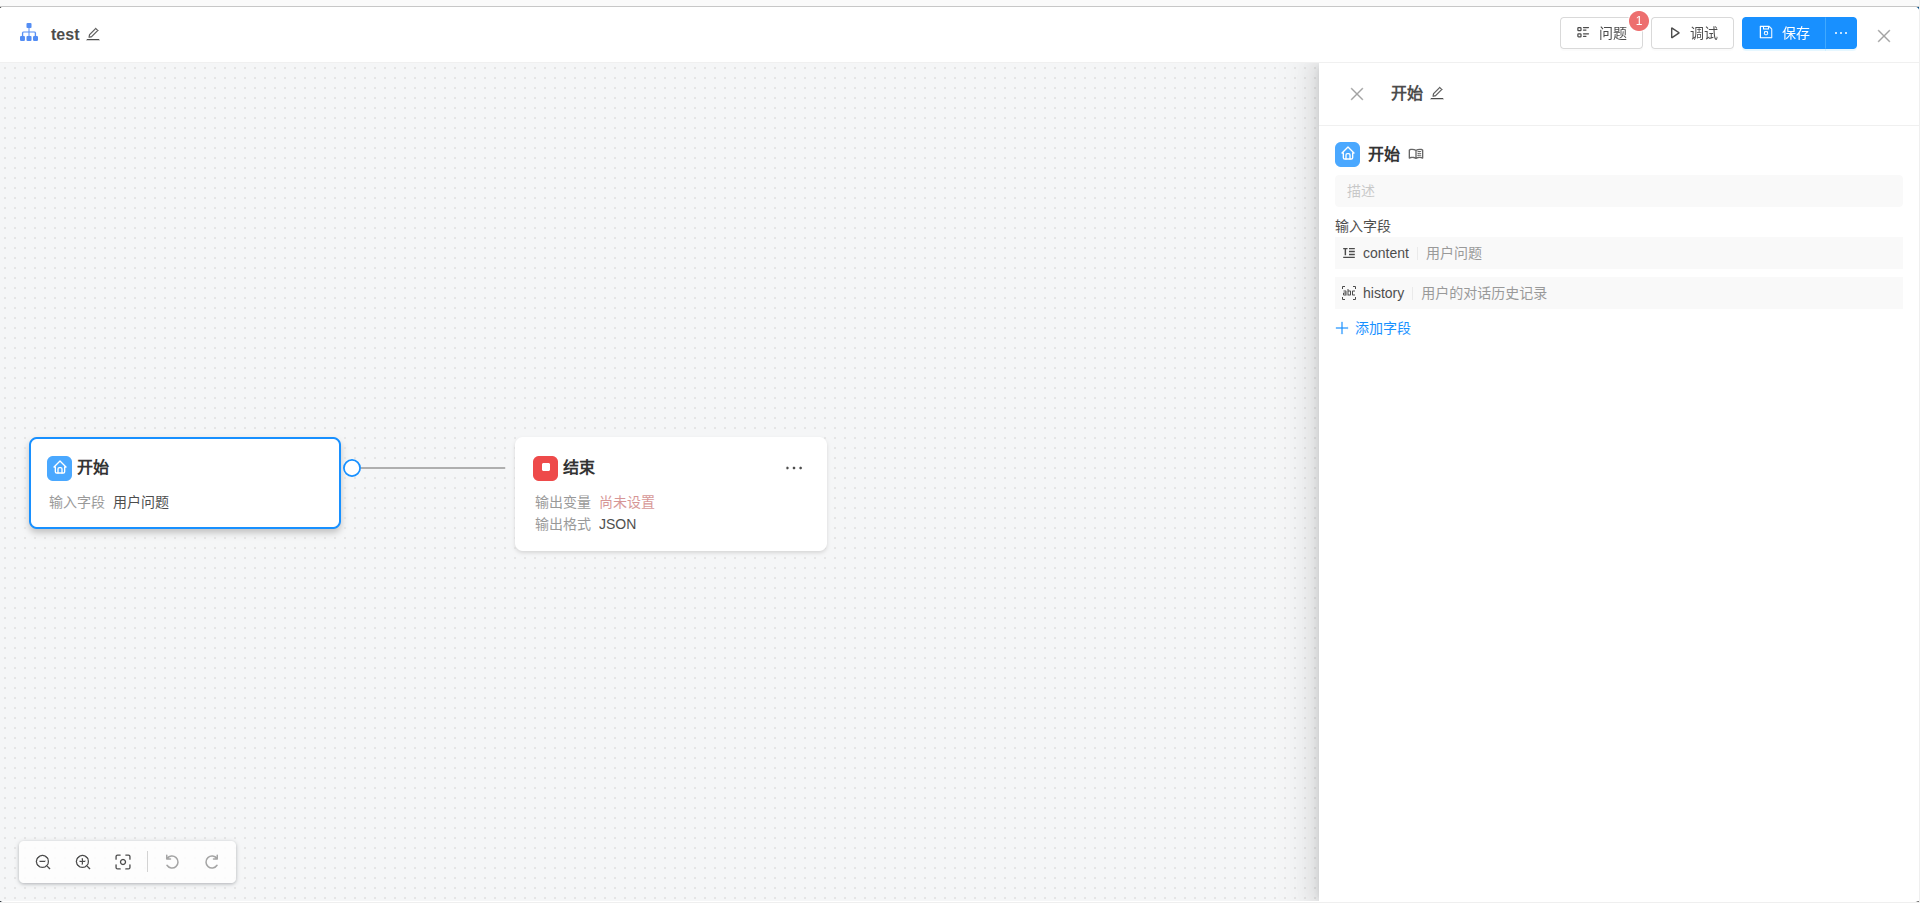 test
问题
1
调试
保存
开始
开始
描述
输入字段
content 用户问题
history 用户的对话历史记录
添加字段
开始
输入字段 用户问题
结束
输出变量 尚未设置
输出格式 JSON